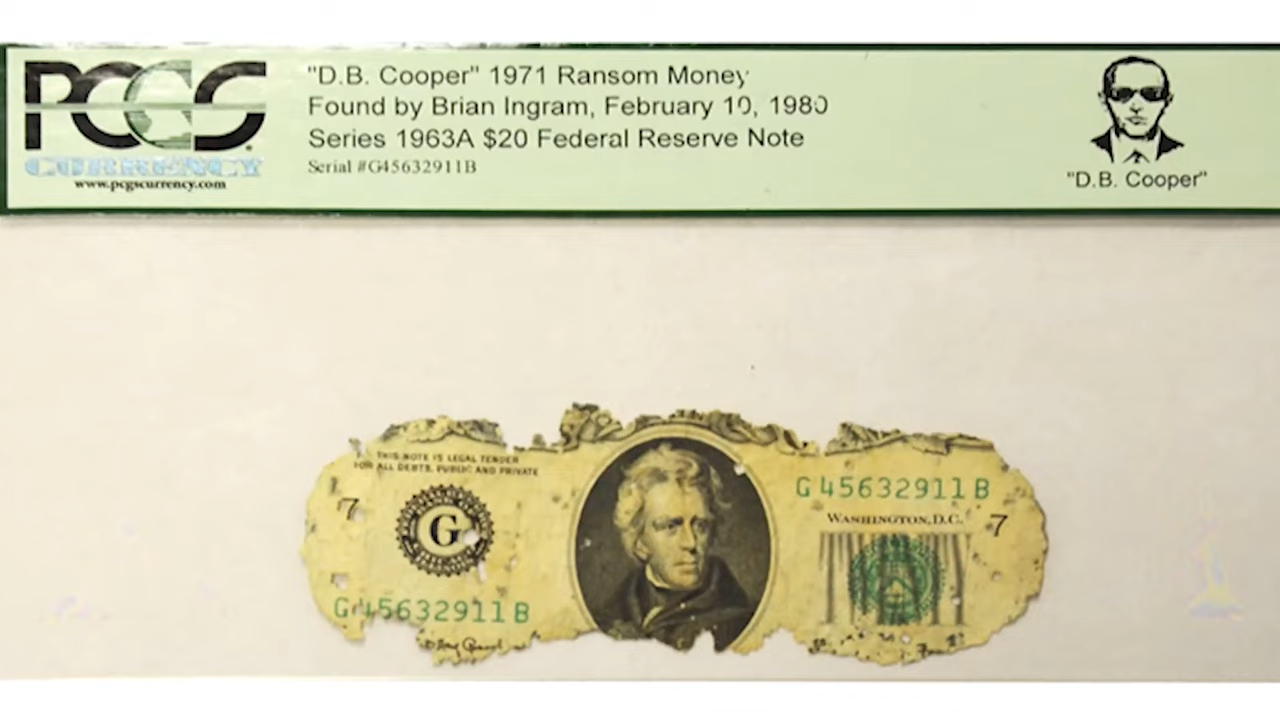 PCGS
CURRENCY
www.pcgscurrency.com
"D.B. Cooper" 1971 Ransom Money
Found by Brian Ingram, February 10, 1980
Series 1963A $20 Federal Reserve Note
Serial #G45632911B
"D.B. Cooper"
THIS NOTE IS LEGAL TENDER
FOR ALL DEBTS, PUBLIC AND PRIVATE
G 45632911 B
WASHINGTON, D.C.
7
7
G
G 45632911 B